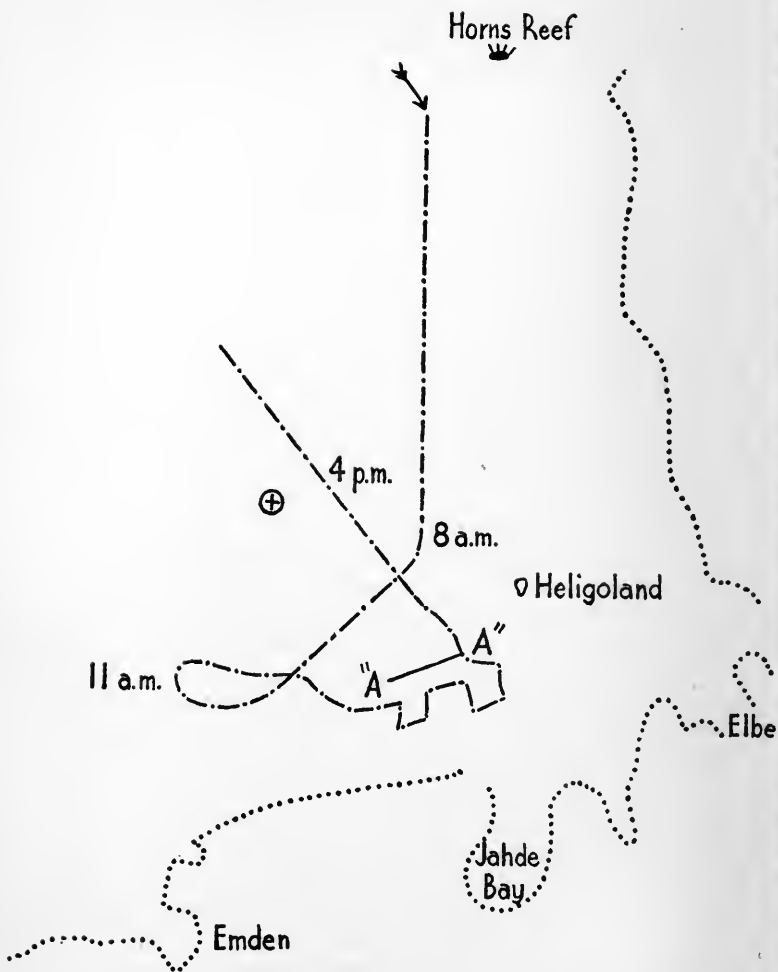 Horns Reef
4 p.m.
8 a.m.
Heligoland
"A
A"
11 a.m.
Elbe
Jahde
Bay
Emden